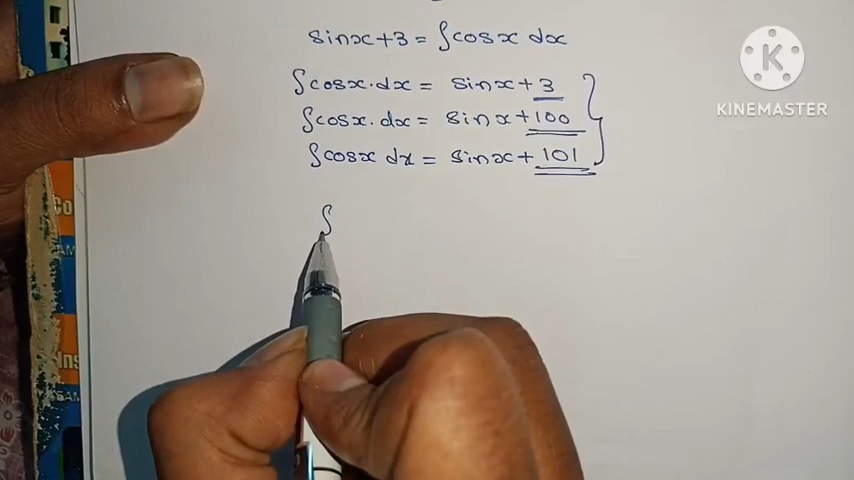 sinx+3 = ∫cosx dx
∫cosx.dx = sinx+3
∫cosx.dx = sinx+100
∫cosx dx = sinx+101
∫
K
KINEMASTER